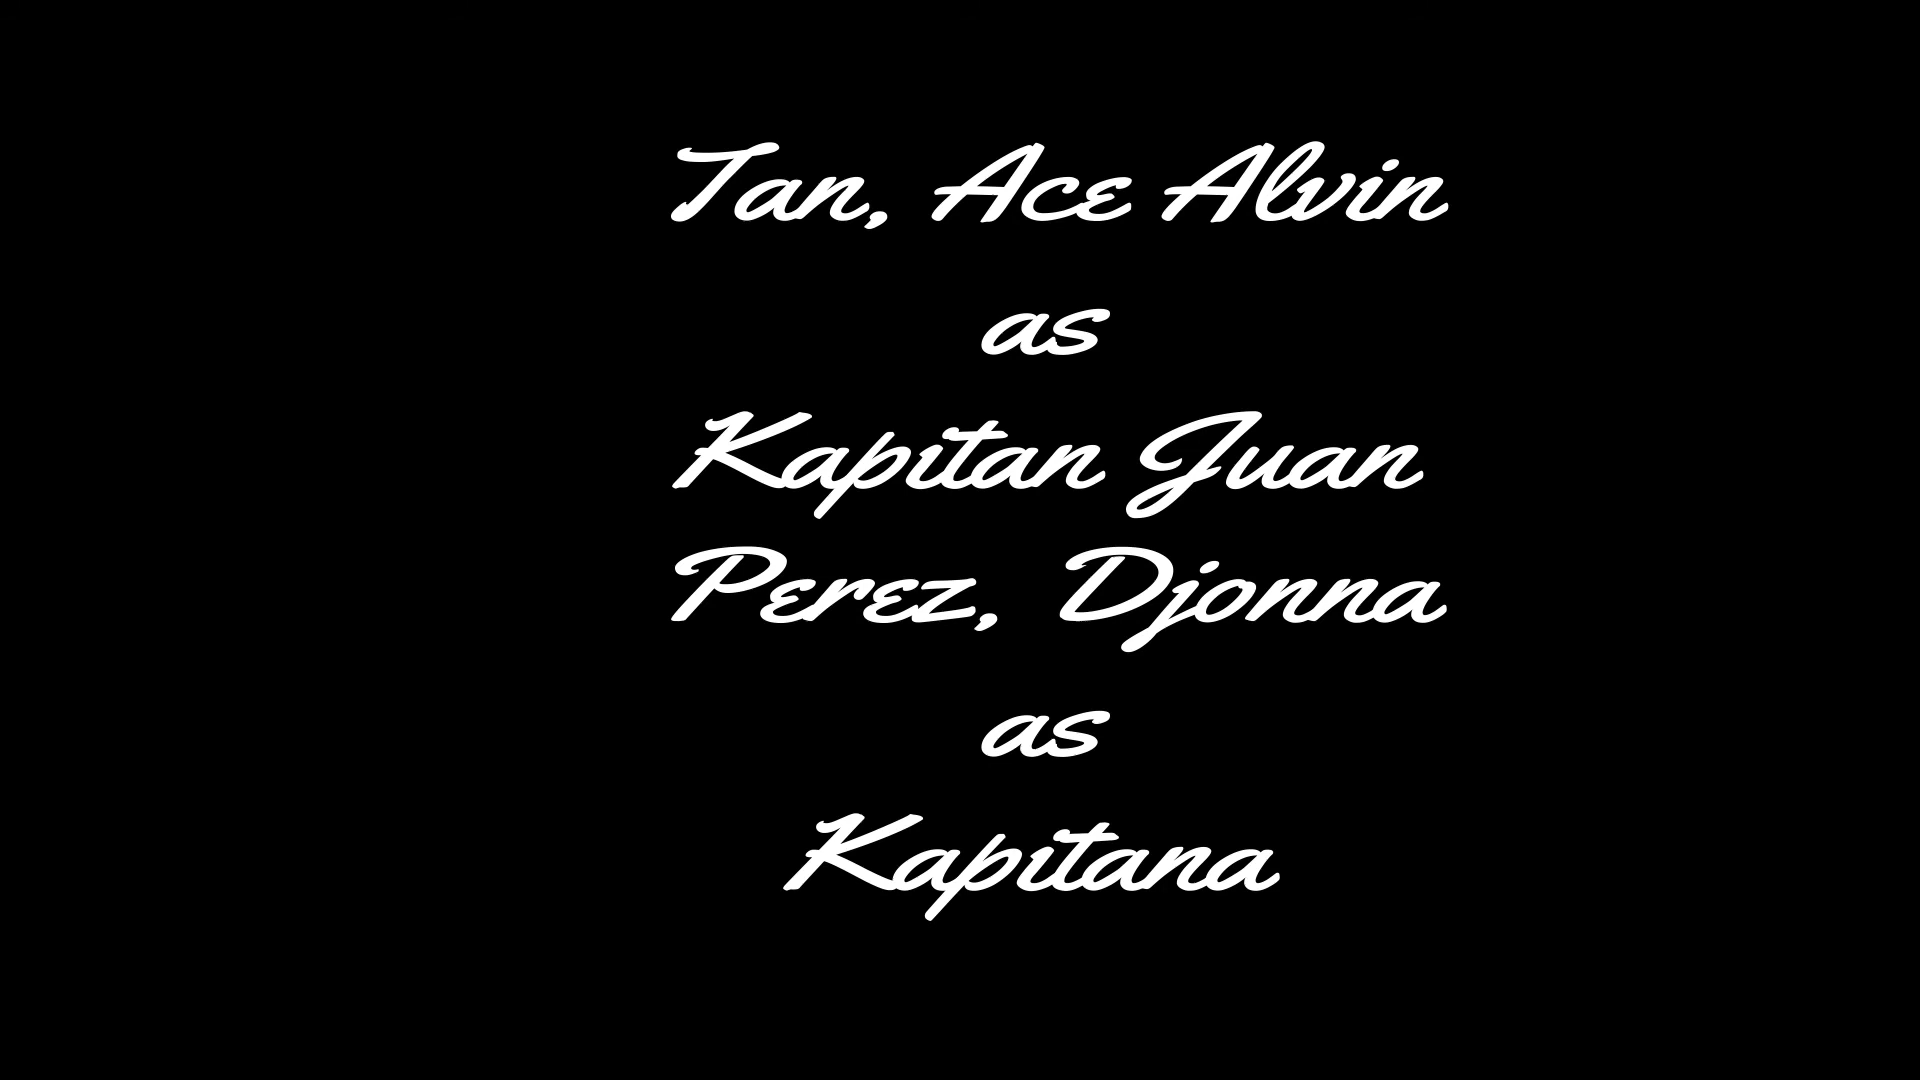 Tan, Ace Alvin
as
Kapitan Juan
Perez, Djonna
as
Kapitana